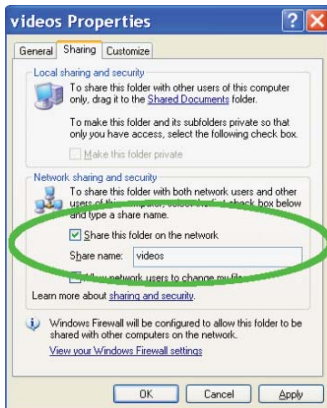 videos Properties
General Sharing Customize
Local sharing and security
To share this folder with other users of this computer
only, drag it to the Shared Documents folder.
To make this folder and its subfolders private so that
only you have access, select the following check box.
Make this folder private
Network sharing and security
To share this folder with both network users and other
users of this computer, select the first check box below
and type a share name.
Share this folder on the network
Share name: videos
Allow network users to change my
Learn more about sharing and security.
Windows Firewall will be configured to allow this folder to be
shared with other computers on the network.
View your Windows Firewall settings
OK Cancel Apply